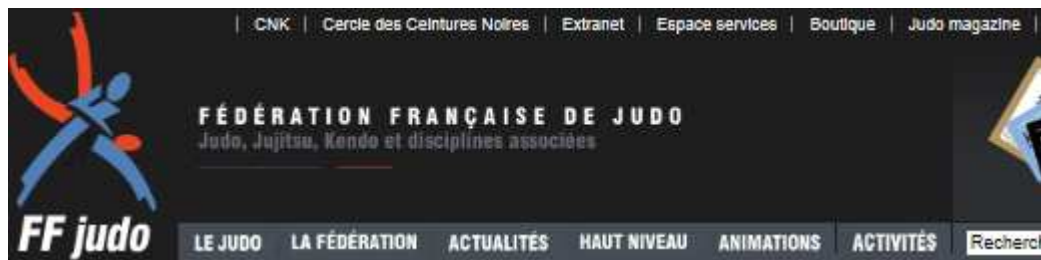 | CNK | Cercle des Ceintures Noires | Extranet | Espace services | Boutique | Judo magazine |
FÉDÉRATION FRANÇAISE DE JUDO
Judo, Jujitsu, Kendo et disciplines associées
FF judo
LE JUDO LA FÉDÉRATION ACTUALITÉS HAUT NIVEAU ANIMATIONS ACTIVITÉS Recherch